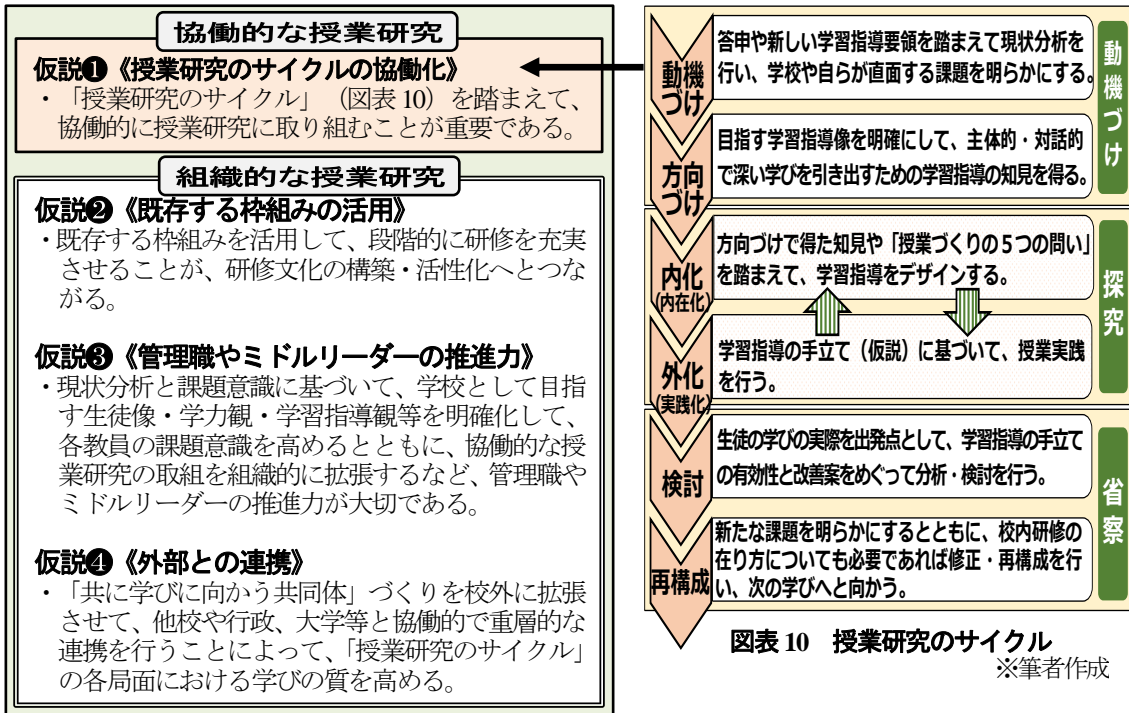 協働的な授業研究
仮説❶《授業研究のサイクルの協働化》
・「授業研究のサイクル」(図表 10)を踏まえて、
協働的に授業研究に取り組むことが重要である。
組織的な授業研究
仮説❷《既存する枠組みの活用》
・既存する枠組みを活用して、段階的に研修を充実
させることが、研修文化の構築・活性化へとつな
がる。
仮説❸《管理職やミドルリーダーの推進力》
・現状分析と課題意識に基づいて、学校として目指
す生徒像・学力観・学習指導観等を明確化して、
各教員の課題意識を高めるとともに、協働的な授
業研究の取組を組織的に拡張するなど、管理職や
ミドルリーダーの推進力が大切である。
仮説❹《外部との連携》
・「共に学びに向かう共同体」づくりを校外に拡張
させて、他校や行政、大学等と協働的で重層的な
連携を行うことによって、「授業研究のサイクル」
の各局面における学びの質を高める。
動機
づけ
答申や新しい学習指導要領を踏まえて現状分析を
行い、学校や自らが直面する課題を明らかにする。
動機づけ
方向
づけ
目指す学習指導像を明確にして、主体的・対話的
で深い学びを引き出すための学習指導の知見を得る。
内化
(内在化)
方向づけで得た知見や「授業づくりの5つの問い」
を踏まえて、学習指導をデザインする。
探究
外化
(実践化)
学習指導の手立て(仮説)に基づいて、授業実践
を行う。
検討
生徒の学びの実際を出発点として、学習指導の手立て
の有効性と改善案をめぐって分析・検討を行う。
省察
再構成
新たな課題を明らかにするとともに、校内研修の
在り方についても必要であれば修正・再構成を行
い、次の学びへと向かう。
図表 10 授業研究のサイクル
※筆者作成